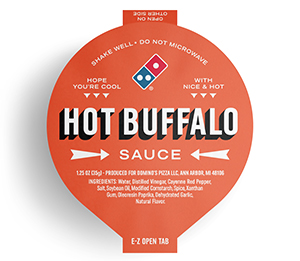 OPEN ON
OTHER SIDE
SHAKE WELL • DO NOT MICROWAVE
HOPE
YOU'RE COOL
WITH
NICE & HOT
HOT BUFFALO
SAUCE
1.25 OZ (35g) • PRODUCED FOR DOMINO'S PIZZA LLC, ANN ARBOR, MI 48106
INGREDIENTS: Water, Distilled Vinegar, Cayenne Red Pepper,
Salt, Soybean Oil, Modified Cornstarch, Spice, Xanthan
Gum, Oleoresin Paprika, Dehydrated Garlic,
Natural Flavor.
E-Z OPEN TAB